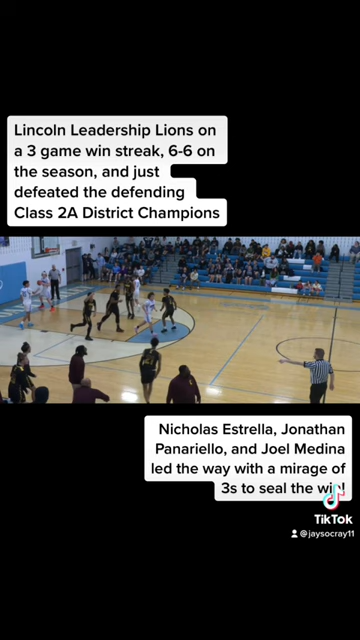 Lincoln Leadership Lions on
a 3 game win streak, 6-6 on
the season, and just
defeated the defending
Class 2A District Champions
Nicholas Estrella, Jonathan
Panariello, and Joel Medina
led the way with a mirage of
3s to seal the win!
TikTok
@jaysocray11